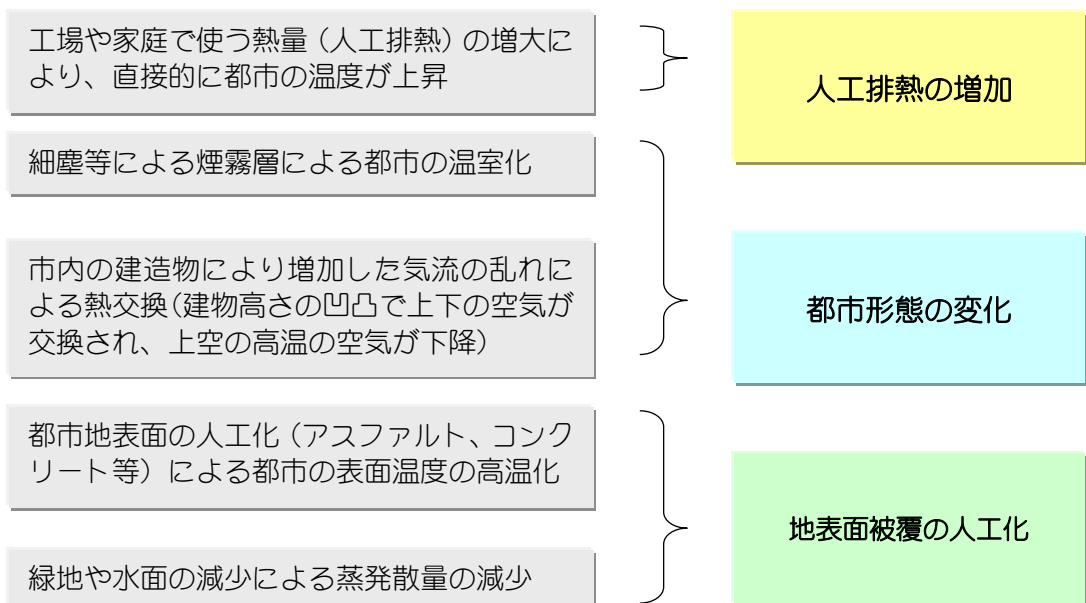 工場や家庭で使う熱量（人工排熱）の増大に
より、直接的に都市の温度が上昇
人工排熱の増加
細塵等による煙霧層による都市の温室化
市内の建造物により増加した気流の乱れに
よる熱交換（建物高さの凹凸で上下の空気が
交換され、上空の高温の空気が下降）
都市形態の変化
都市地表面の人工化（アスファルト、コンク
リート等）による都市の表面温度の高温化
緑地や水面の減少による蒸発散量の減少
地表面被覆の人工化